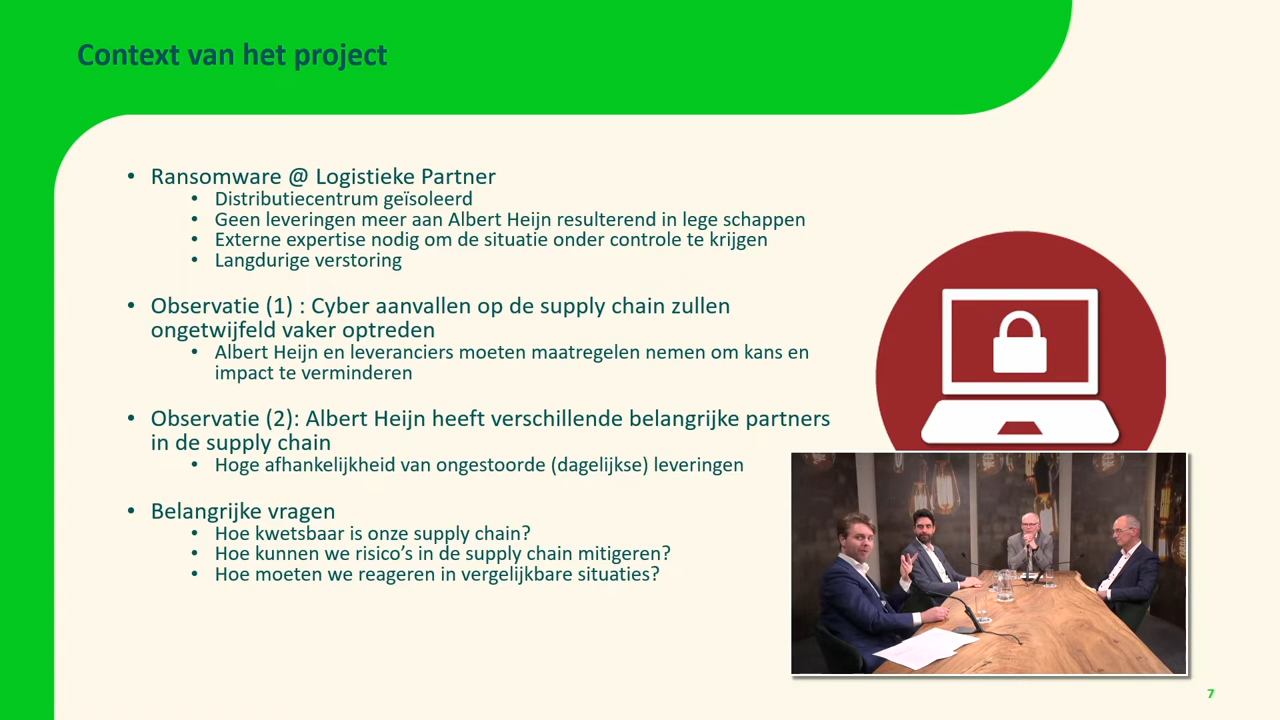 Context van het project
• Ransomware @ Logistieke Partner
• Distributiecentrum geïsoleerd
• Geen leveringen meer aan Albert Heijn resulterend in lege schappen
• Externe expertise nodig om de situatie onder controle te krijgen
• Langdurige verstoring
• Observatie (1) : Cyber aanvallen op de supply chain zullen
ongetwijfeld vaker optreden
• Albert Heijn en leveranciers moeten maatregelen nemen om kans en
impact te verminderen
• Observatie (2): Albert Heijn heeft verschillende belangrijke partners
in de supply chain
• Hoge afhankelijkheid van ongestoorde (dagelijkse) leveringen
• Belangrijke vragen
• Hoe kwetsbaar is onze supply chain?
• Hoe kunnen we risico’s in de supply chain mitigeren?
• Hoe moeten we reageren in vergelijkbare situaties?
7